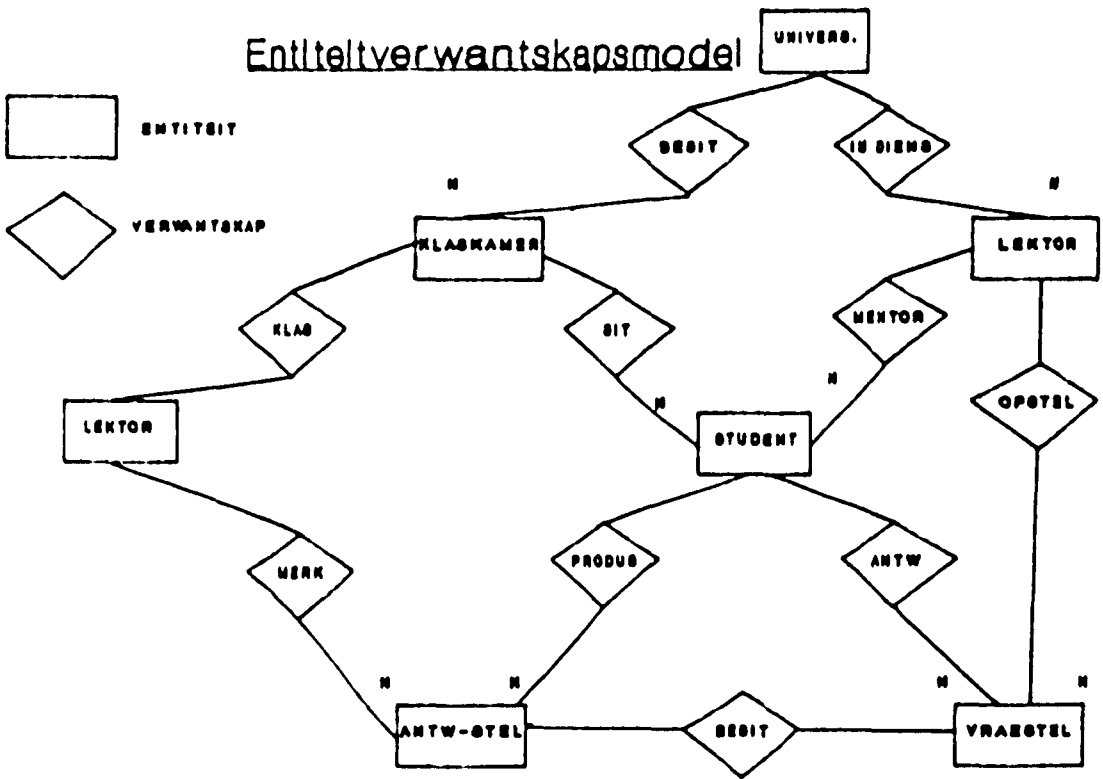 Entiteitverwantskapsmodel
UNIVERS.
ENTITEIT
BESIT
IN DIENS
N
N
VERWANTSKAP
KLASKAMER
LEKTOR
KLAS
SIT
MENTOR
N
N
OPSTEL
LEKTOR
STUDENT
MERK
PRODUS
ANTW
N
N
N
N
ANTW-STEL
BESIT
VRAESTEL